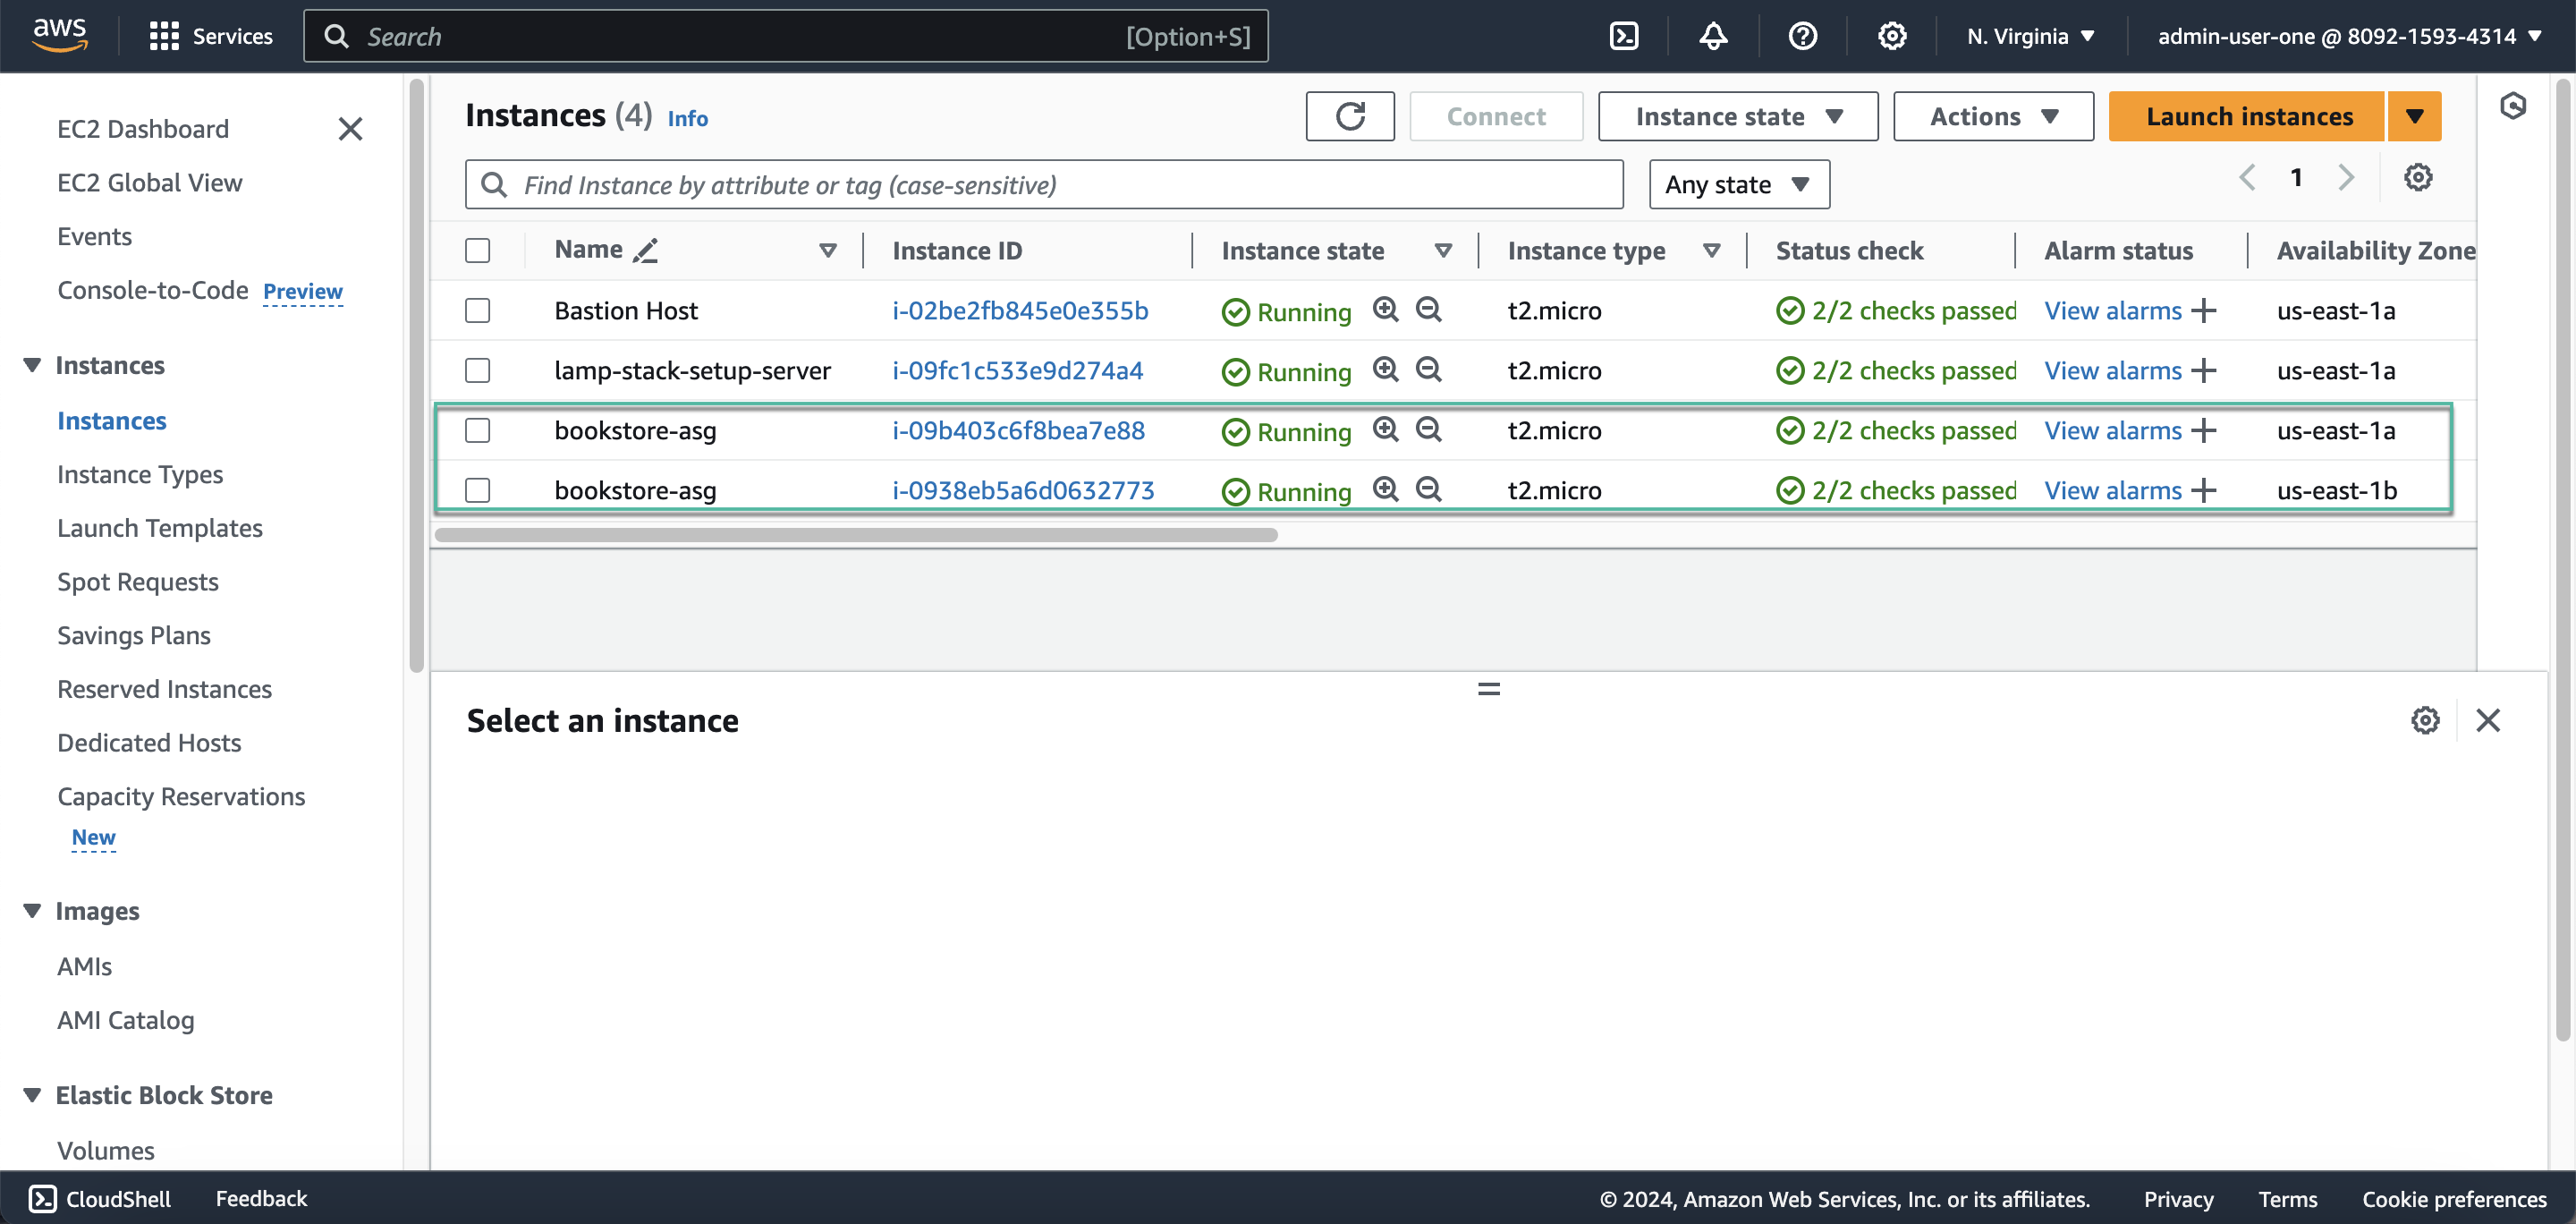 aws Services Search [Option+S] N. Virginia admin-user-one @ 8092-1593-4314
EC2 Dashboard
EC2 Global View
Events
Console-to-Code Preview
Instances
Instances
Instance Types
Launch Templates
Spot Requests
Savings Plans
Reserved Instances
Dedicated Hosts
Capacity Reservations
New
Images
AMIs
AMI Catalog
Elastic Block Store
Volumes
Instances (4) Info Connect Instance state Actions Launch instances
Find Instance by attribute or tag (case-sensitive) Any state 1
Name Instance ID Instance state Instance type Status check Alarm status Availability Zone
Bastion Host i-02be2fb845e0e355b Running t2.micro 2/2 checks passed View alarms us-east-1a
lamp-stack-setup-server i-09fc1c533e9d274a4 Running t2.micro 2/2 checks passed View alarms us-east-1a
bookstore-asg i-09b403c6f8bea7e88 Running t2.micro 2/2 checks passed View alarms us-east-1a
bookstore-asg i-0938eb5a6d0632773 Running t2.micro 2/2 checks passed View alarms us-east-1b
Select an instance
CloudShell Feedback © 2024, Amazon Web Services, Inc. or its affiliates. Privacy Terms Cookie preferences